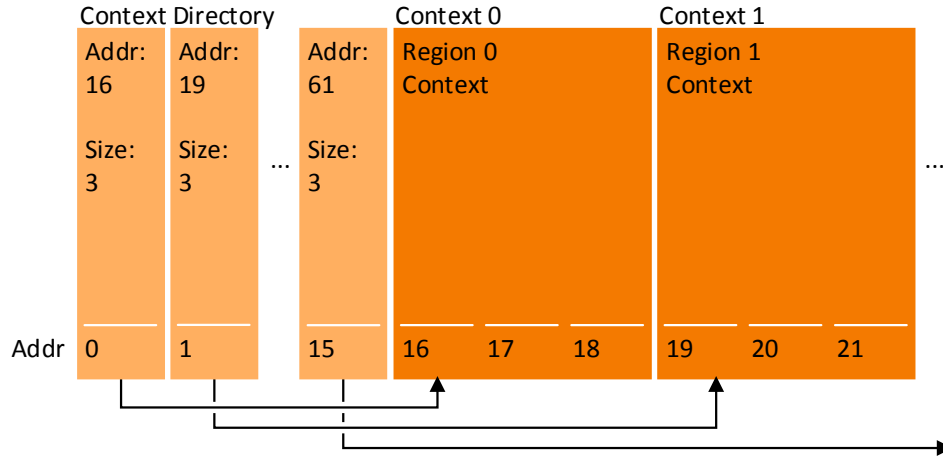 Context Directory
Context 0
Context 1
Addr:
16
Size:
3
Addr:
19
Size:
3
...
Addr:
61
Size:
3
Region 0
Context
Region 1
Context
...
Addr 0 1 15 16 17 18 19 20 21